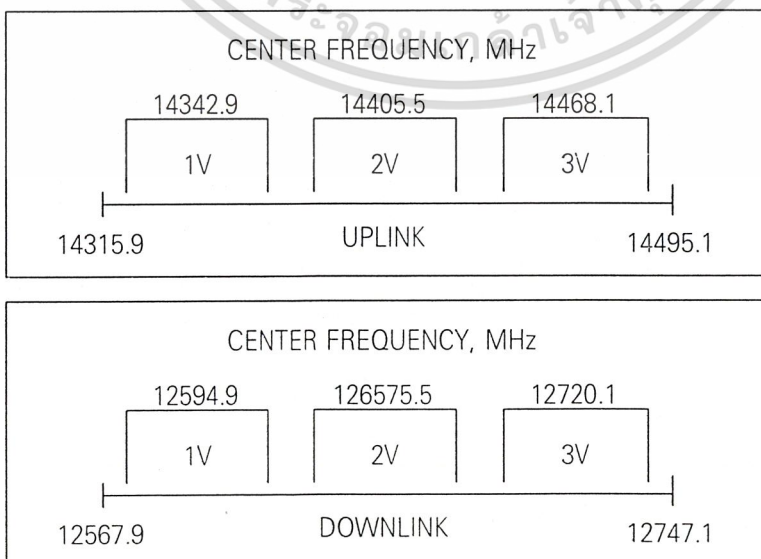 CENTER FREQUENCY, MHz
14342.9 14405.5 14468.1
1V 2V 3V
14315.9 UPLINK 14495.1
CENTER FREQUENCY, MHz
12594.9 126575.5 12720.1
1V 2V 3V
12567.9 DOWNLINK 12747.1